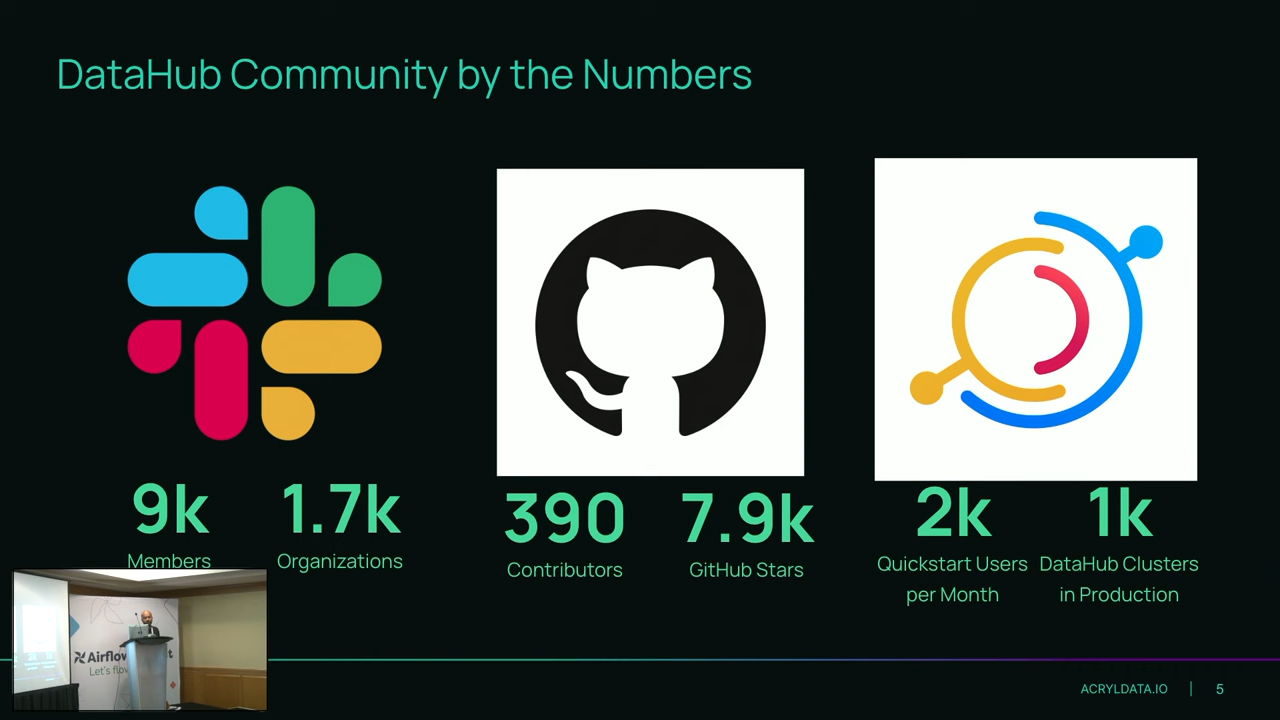 DataHub Community by the Numbers
9k
Members
1.7k
Organizations
390
Contributors
7.9k
GitHub Stars
2k
Quickstart Users
per Month
1k
DataHub Clusters
in Production
Airflow
Let's
ACRYLDATA.IO
5